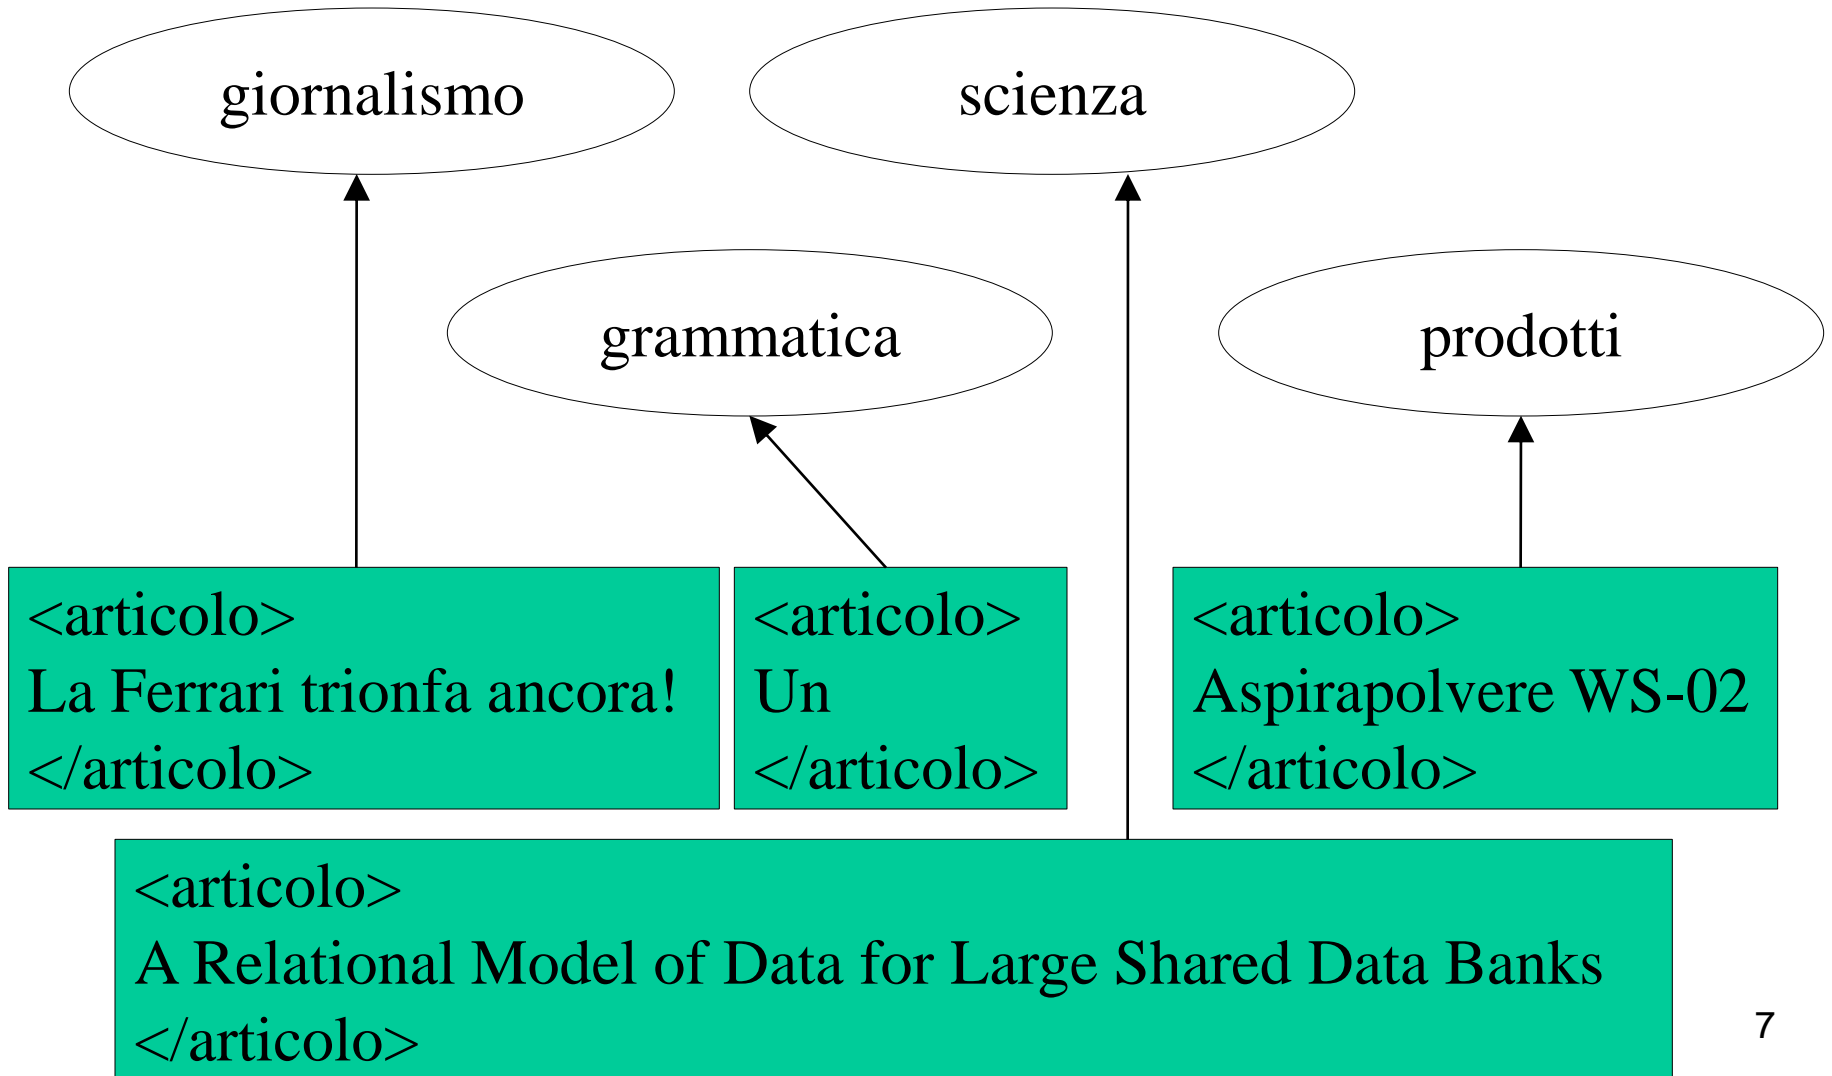 giornalismo
scienza
grammatica
prodotti
<articolo>
La Ferrari trionfa ancora!
</articolo>
<articolo>
Un
</articolo>
<articolo>
Aspirapolvere WS-02
</articolo>
<articolo>
A Relational Model of Data for Large Shared Data Banks
</articolo>
7